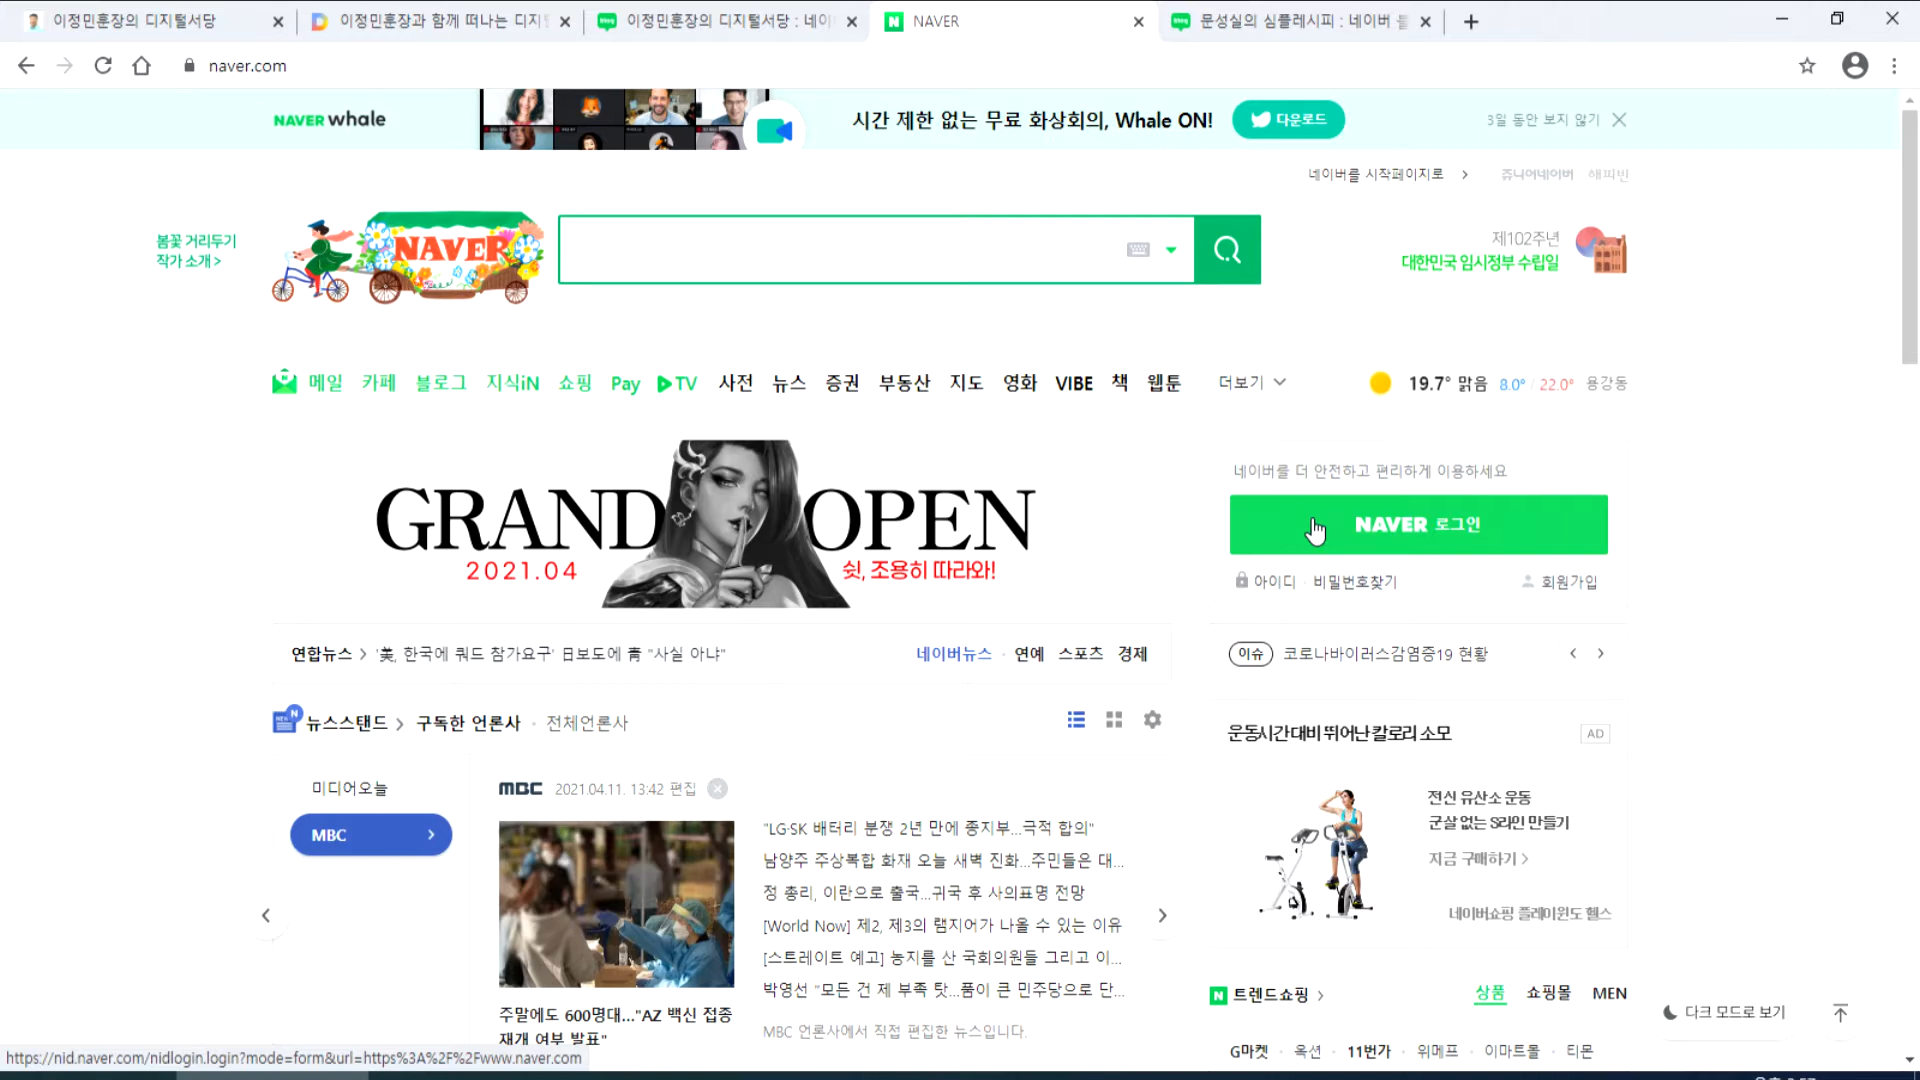 이정민훈장의 디지털서당
이정민훈장과 함께 떠나는 디지
이정민훈장의 디지털서당 : 네이
NAVER
문성실의 심플레시피 : 네이버 블
naver.com
NAVER whale
시간 제한 없는 무료 화상회의, Whale ON!
다운로드
3일 동안 보지 않기
네이버를 시작페이지로
쥬니어네이버 해피빈
봄꽃 거리두기
작가 소개 >
NAVER
제102주년
대한민국 임시정부 수립일
메일 카페 블로그 지식iN 쇼핑 Pay TV 사전 뉴스 증권 부동산 지도 영화 VIBE 책 웹툰 더보기
19.7° 맑음 8.0° / 22.0° 용강동
GRAND OPEN
2021.04
쉿, 조용히 따라와!
네이버를 더 안전하고 편리하게 이용하세요
NAVER 로그인
아이디 · 비밀번호찾기
회원가입
연합뉴스 > '美, 한국에 쿼드 참가요구' 日보도에 靑 "사실 아냐"
네이버뉴스 · 연예 스포츠 경제
이슈 코로나바이러스감염증19 현황
뉴스스탠드 > 구독한 언론사 · 전체언론사
운동시간대비 뛰어난 칼로리 소모
AD
미디어오늘
MBC
MBC 2021.04.11. 13:42 편집
"LG·SK 배터리 분쟁 2년 만에 종지부…극적 합의"
남양주 주상복합 화재 오늘 새벽 진화…주민들은 대...
정 총리, 이란으로 출국…귀국 후 사의표명 전망
[World Now] 제2, 제3의 램지어가 나올 수 있는 이유
[스트레이트 예고] 농지를 산 국회의원들 그리고 이...
박영선 "모든 건 제 부족 탓…품이 큰 민주당으로 단...
주말에도 600명대…"AZ 백신 접종
재개 여부 발표"
MBC 언론사에서 직접 편집한 뉴스입니다.
전신 유산소 운동
군살 없는 S라인 만들기
지금 구매하기 >
네이버쇼핑 플레이윈도 헬스
트렌드쇼핑 >
상품 쇼핑몰 MEN
G마켓 · 옥션 · 11번가 · 위메프 · 이마트몰 · 티몬
다크 모드로 보기
https://nid.naver.com/nidlogin.login?mode=form&url=https%3A%2F%2Fwww.naver.com